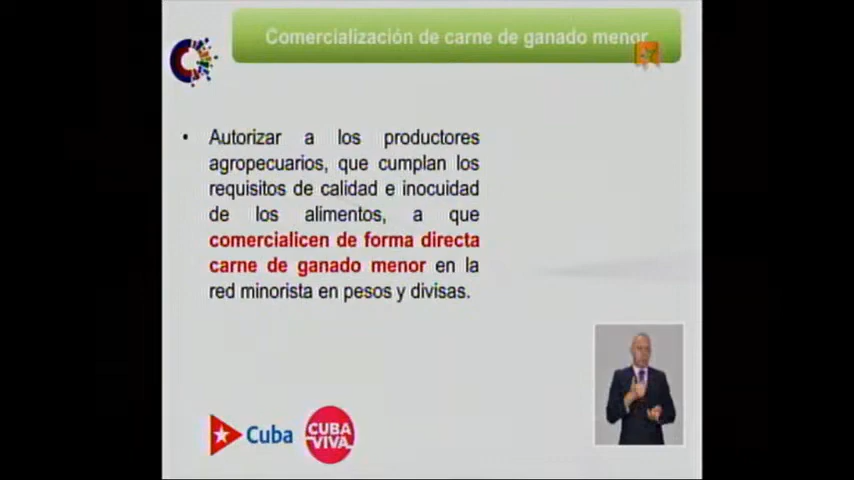 Comercialización de carne de ganado menor
• Autorizar a los productores
agropecuarios, que cumplan los
requisitos de calidad e inocuidad
de los alimentos, a que
comercialicen de forma directa
carne de ganado menor en la
red minorista en pesos y divisas.
Cuba
CUBA
VIVA